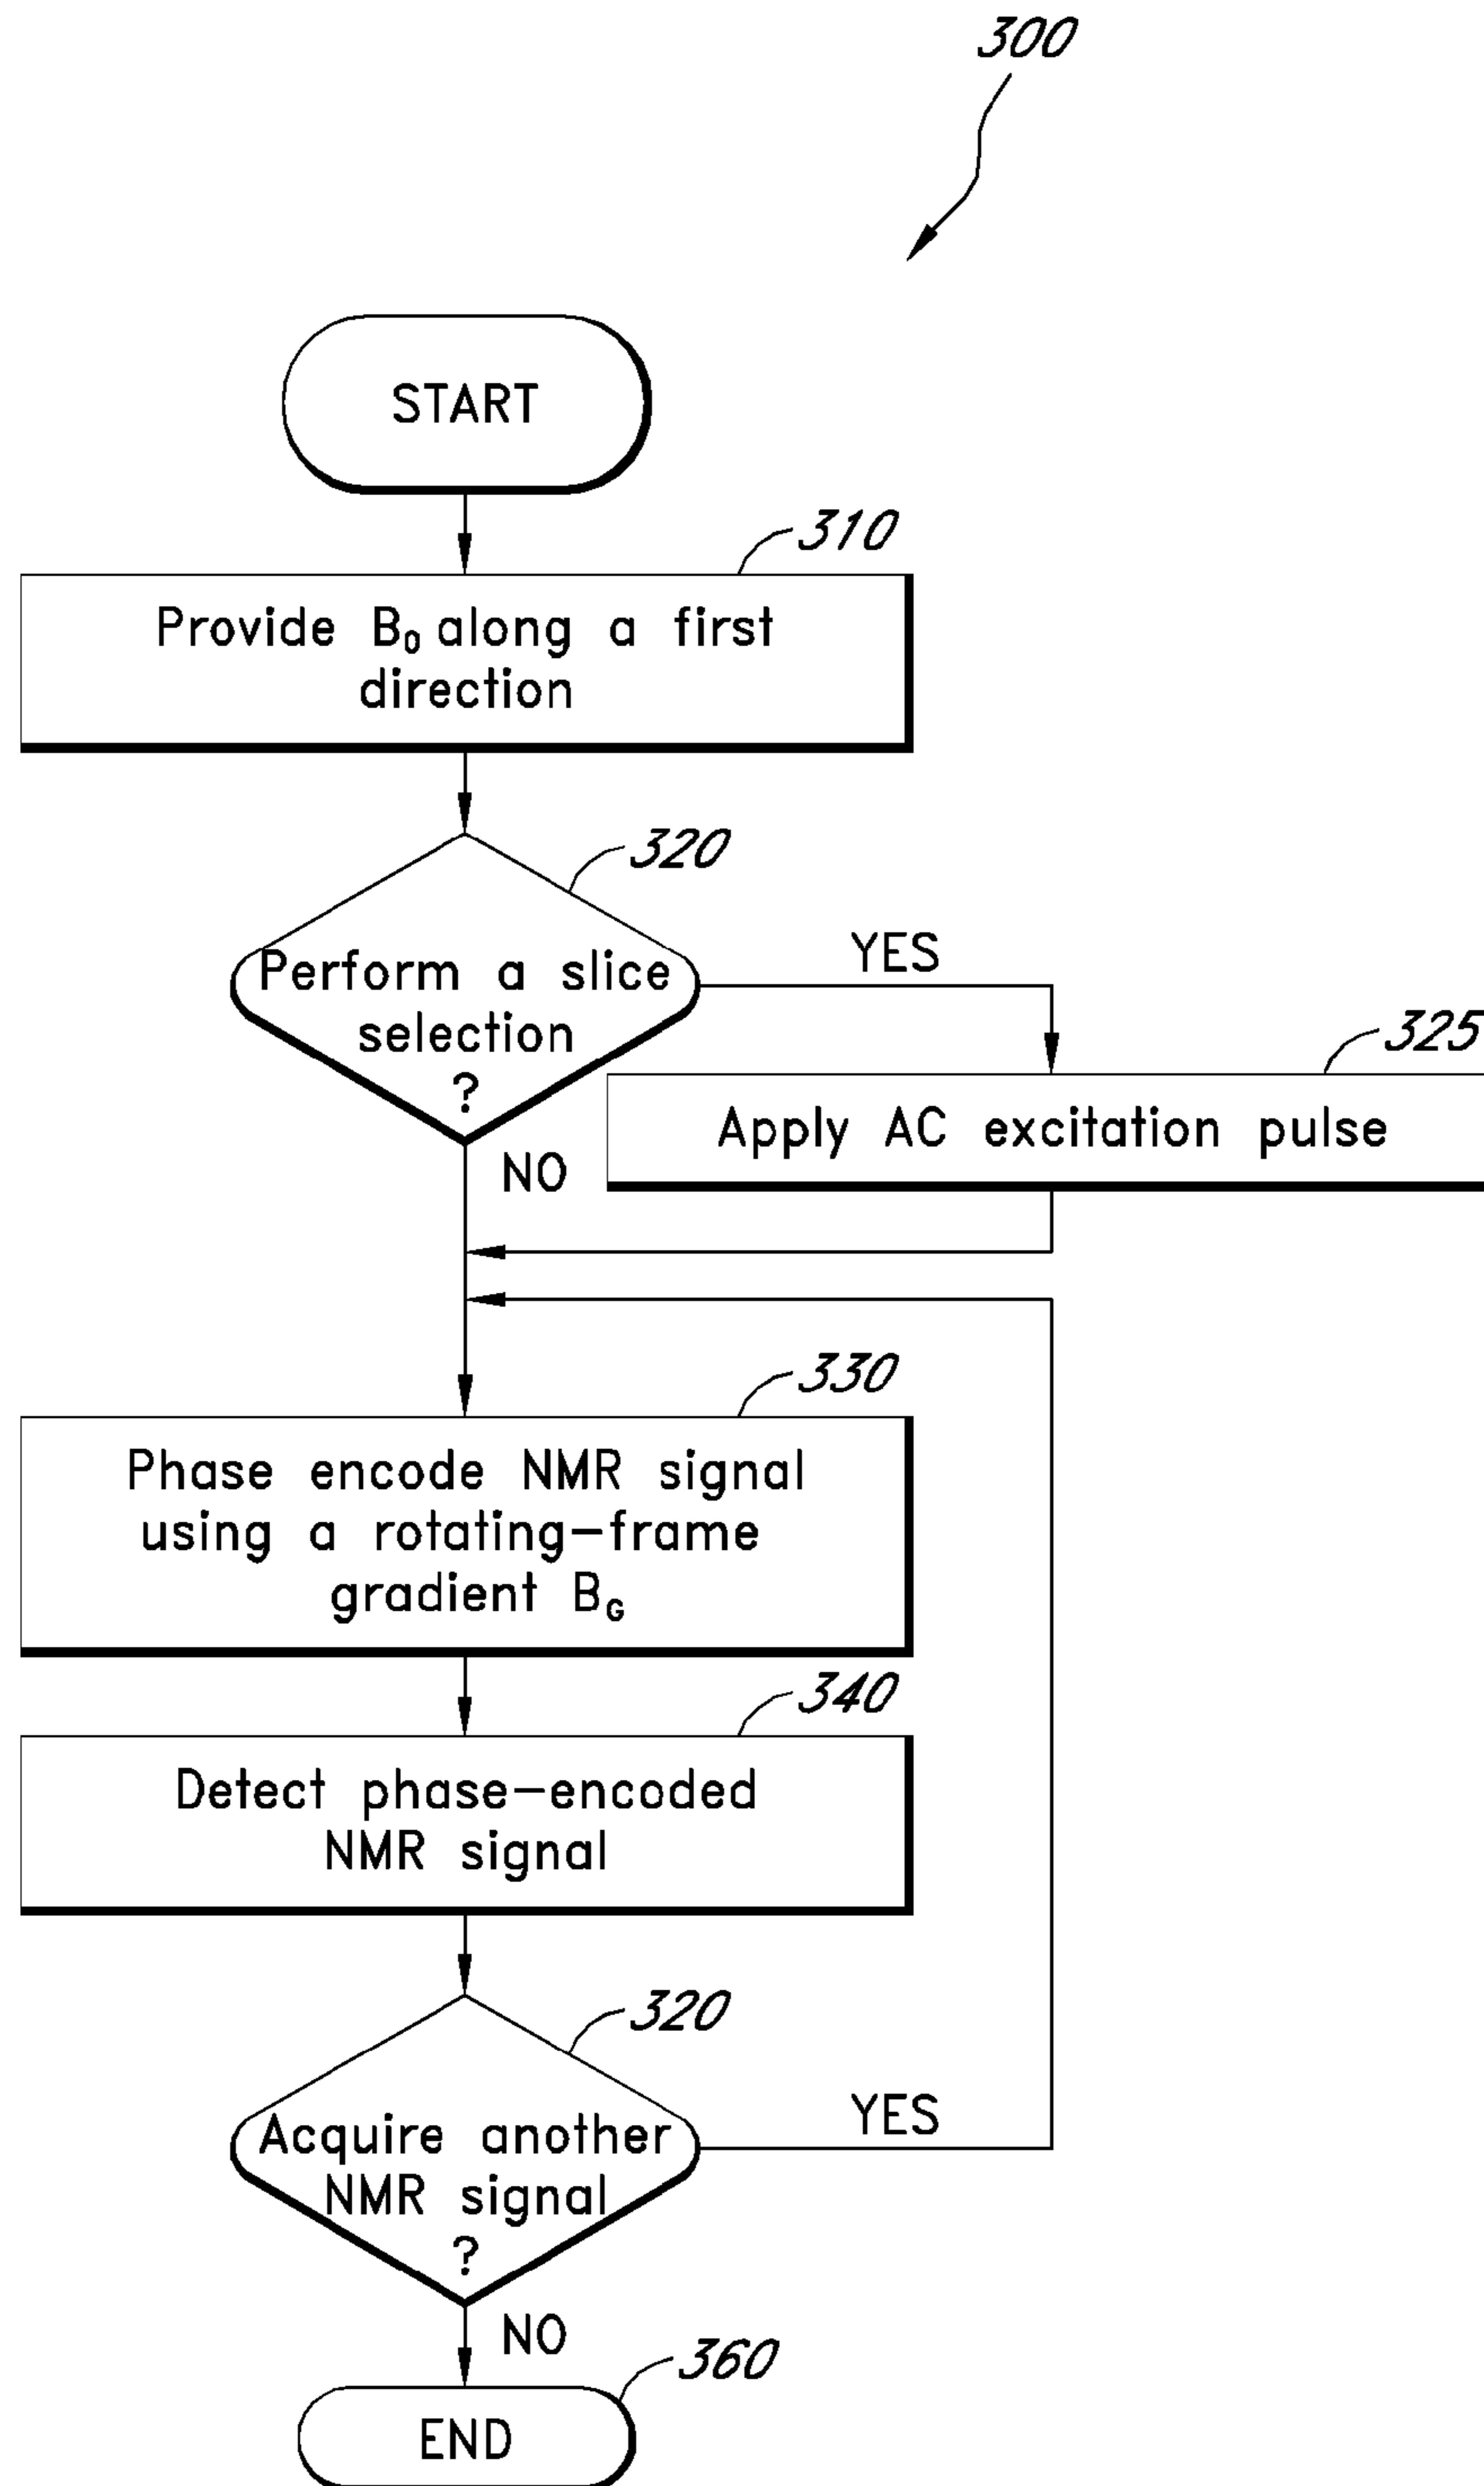 300
START
310
Provide B₀ along a first
direction
320
Perform a slice
selection
?
YES
NO
325
Apply AC excitation pulse
330
Phase encode NMR signal
using a rotating-frame
gradient B_G
340
Detect phase-encoded
NMR signal
320
Acquire another
NMR signal
?
YES
NO
360
END